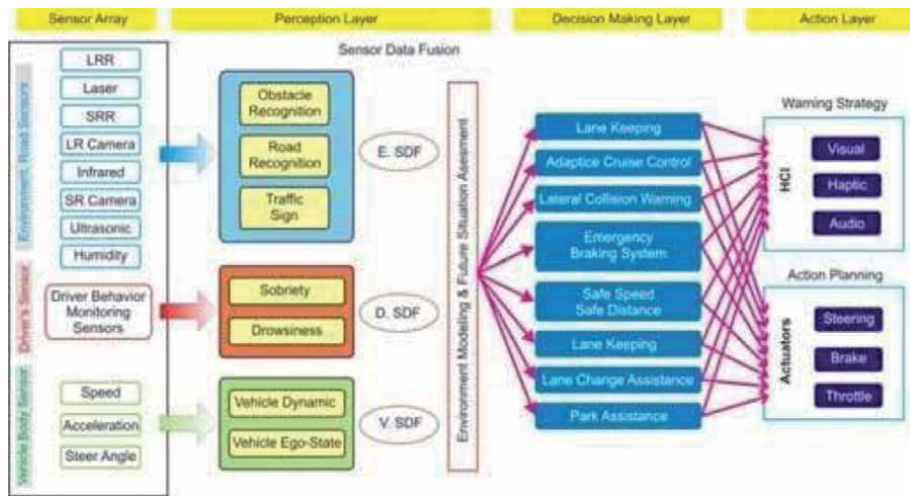 Sensor Array
Perception Layer
Decision Making Layer
Action Layer
Sensor Data Fusion
Environment Road Sensors
LRR
Laser
SRR
LR Camera
Infrared
SR Camera
Ultrasonic
Humidity
Driver's Sensor
Driver Behavior
Monitoring
Sensors
Vehicle Body Sensor
Speed
Acceleration
Steer Angle
Obstacle
Recognition
Road
Recognition
Traffic
Sign
Sobriety
Drowsiness
Vehicle Dynamic
Vehicle Ego-State
E. SDF
D. SDF
V. SDF
Environment Modeling & Future Situation Asesment
Lane Keeping
Adaptice Cruise Control
Lateral Collision Warning
Emergency
Braking System
Safe Speed
Safe Distance
Lane Keeping
Lane Change Assistance
Park Assistance
Warning Strategy
HCI
Visual
Haptic
Audio
Action Planning
Actuators
Steering
Brake
Throttle